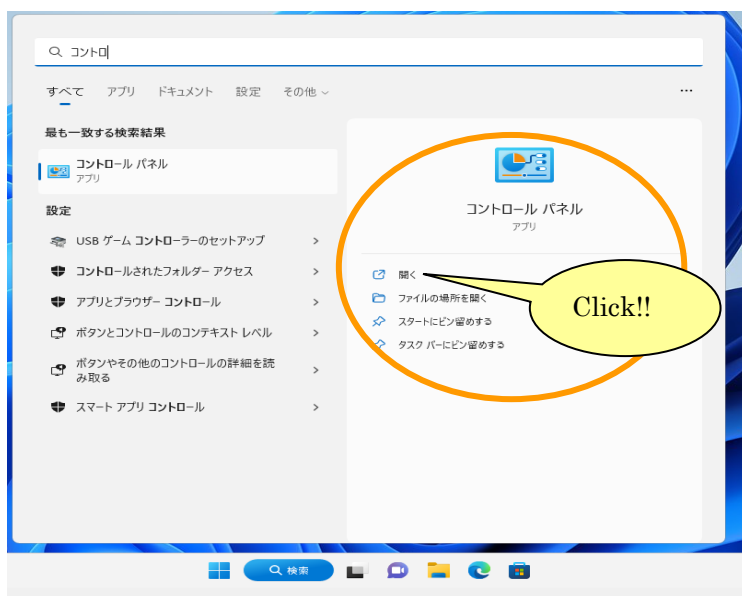 コントロ
すべて アプリ ドキュメント 設定 その他
最も一致する検索結果
コントロール パネル
アプリ
設定
USB ゲーム コントローラーのセットアップ
コントロールされたフォルダー アクセス
アプリとブラウザー コントロール
ボタンとコントロールのコンテキスト レベル
ボタンやその他のコントロールの詳細を読
み取る
スマート アプリ コントロール
コントロール パネル
アプリ
開く
ファイルの場所を開く
スタートにピン留めする
タスク バーにピン留めする
Click!!
検索